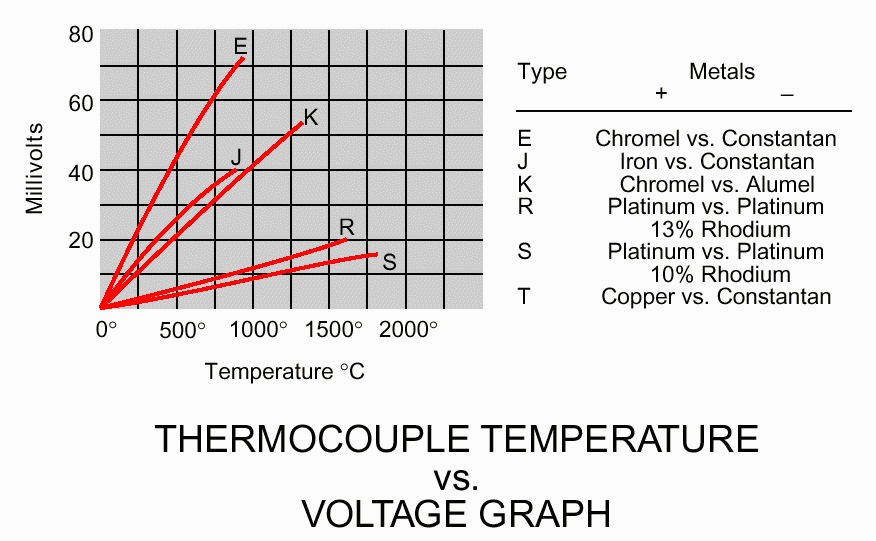 80
60
40
20
Millivolts
E
K
J
R
S
0° 500° 1000° 1500° 2000°
Temperature °C
Type Metals
+ –
E Chromel vs. Constantan
J Iron vs. Constantan
K Chromel vs. Alumel
R Platinum vs. Platinum
13% Rhodium
S Platinum vs. Platinum
10% Rhodium
T Copper vs. Constantan
THERMOCOUPLE TEMPERATURE
vs.
VOLTAGE GRAPH